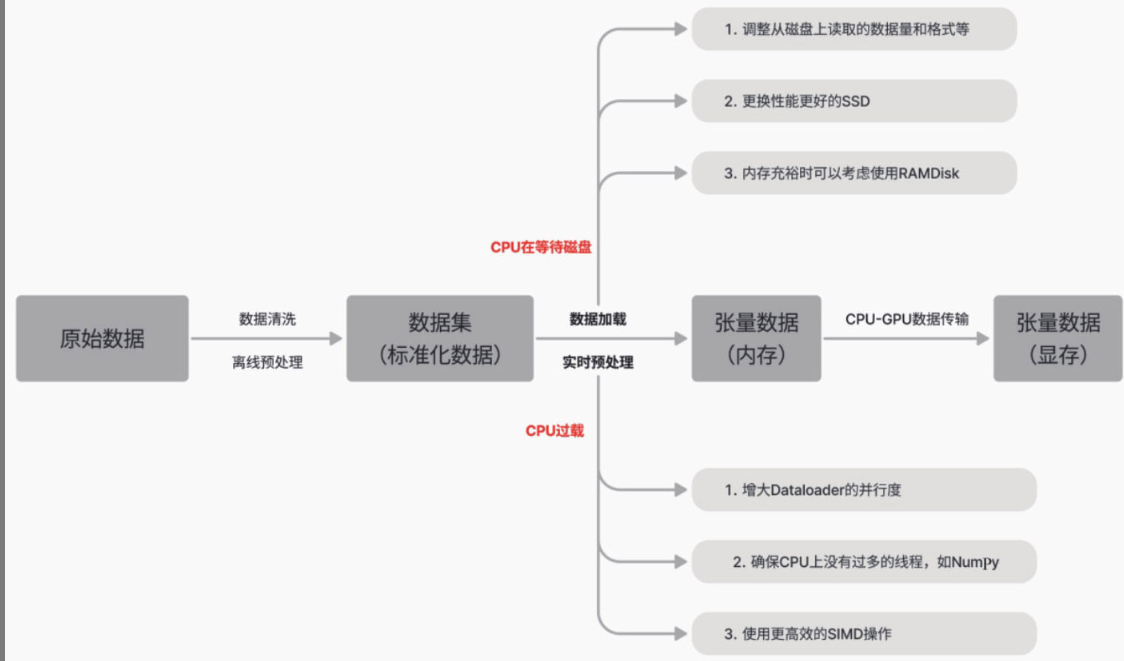 1. 调整从磁盘上读取的数据量和格式等
2. 更换性能更好的SSD
3. 内存充裕时可以考虑使用RAMDisk
CPU在等待磁盘
原始数据
数据清洗
离线预处理
数据集
（标准化数据）
数据加载
实时预处理
张量数据
（内存）
CPU-GPU数据传输
张量数据
（显存）
CPU过载
1. 增大Dataloader的并行度
2. 确保CPU上没有过多的线程，如NumPy
3. 使用更高效的SIMD操作